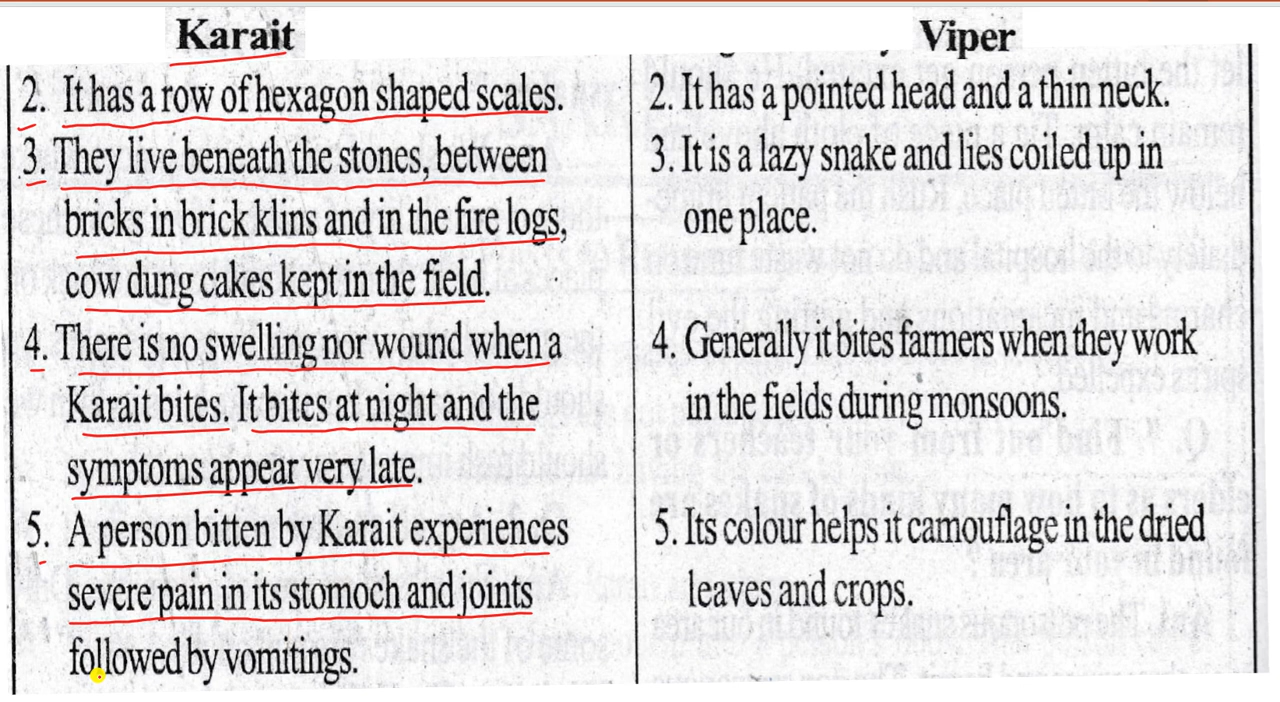 Karait
2. It has a row of hexagon shaped scales.
3. They live beneath the stones, between
bricks in brick klins and in the fire logs,
cow dung cakes kept in the field.
4. There is no swelling nor wound when a
Karait bites. It bites at night and the
symptoms appear very late.
5. A person bitten by Karait experiences
severe pain in its stomoch and joints
followed by vomitings.
Viper
2. It has a pointed head and a thin neck.
3. It is a lazy snake and lies coiled up in
one place.
4. Generally it bites farmers when they work
in the fields during monsoons.
5. Its colour helps it camouflage in the dried
leaves and crops.